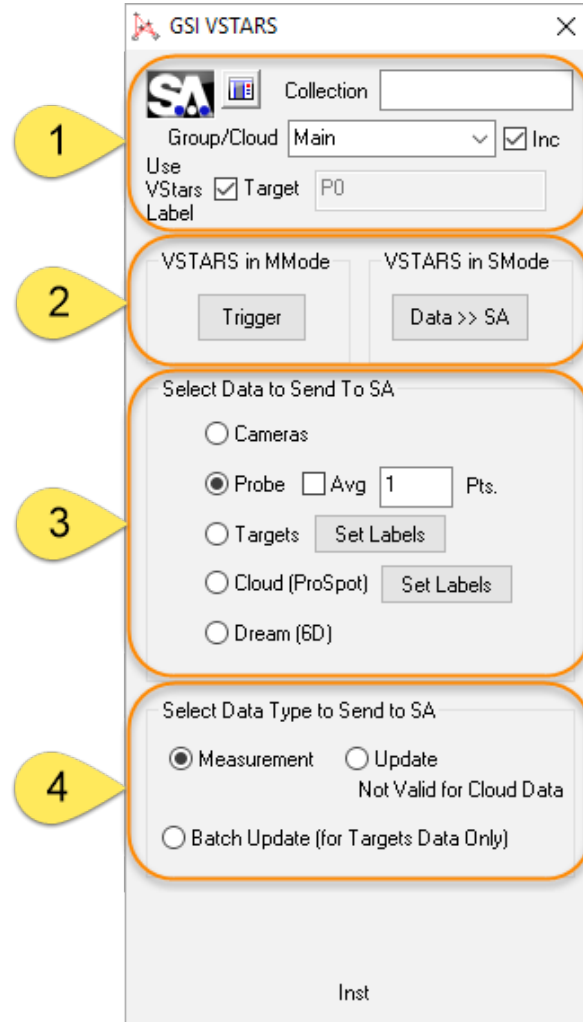 GSI VSTARS
1
SA Collection
Group/Cloud Main Inc
Use VStars Label Target P0
2
VSTARS in MMode VSTARS in SMode
Trigger Data >> SA
3
Select Data to Send To SA
Cameras
Probe Avg 1 Pts.
Targets Set Labels
Cloud (ProSpot) Set Labels
Dream (6D)
4
Select Data Type to Send to SA
Measurement Update
Not Valid for Cloud Data
Batch Update (for Targets Data Only)
Inst